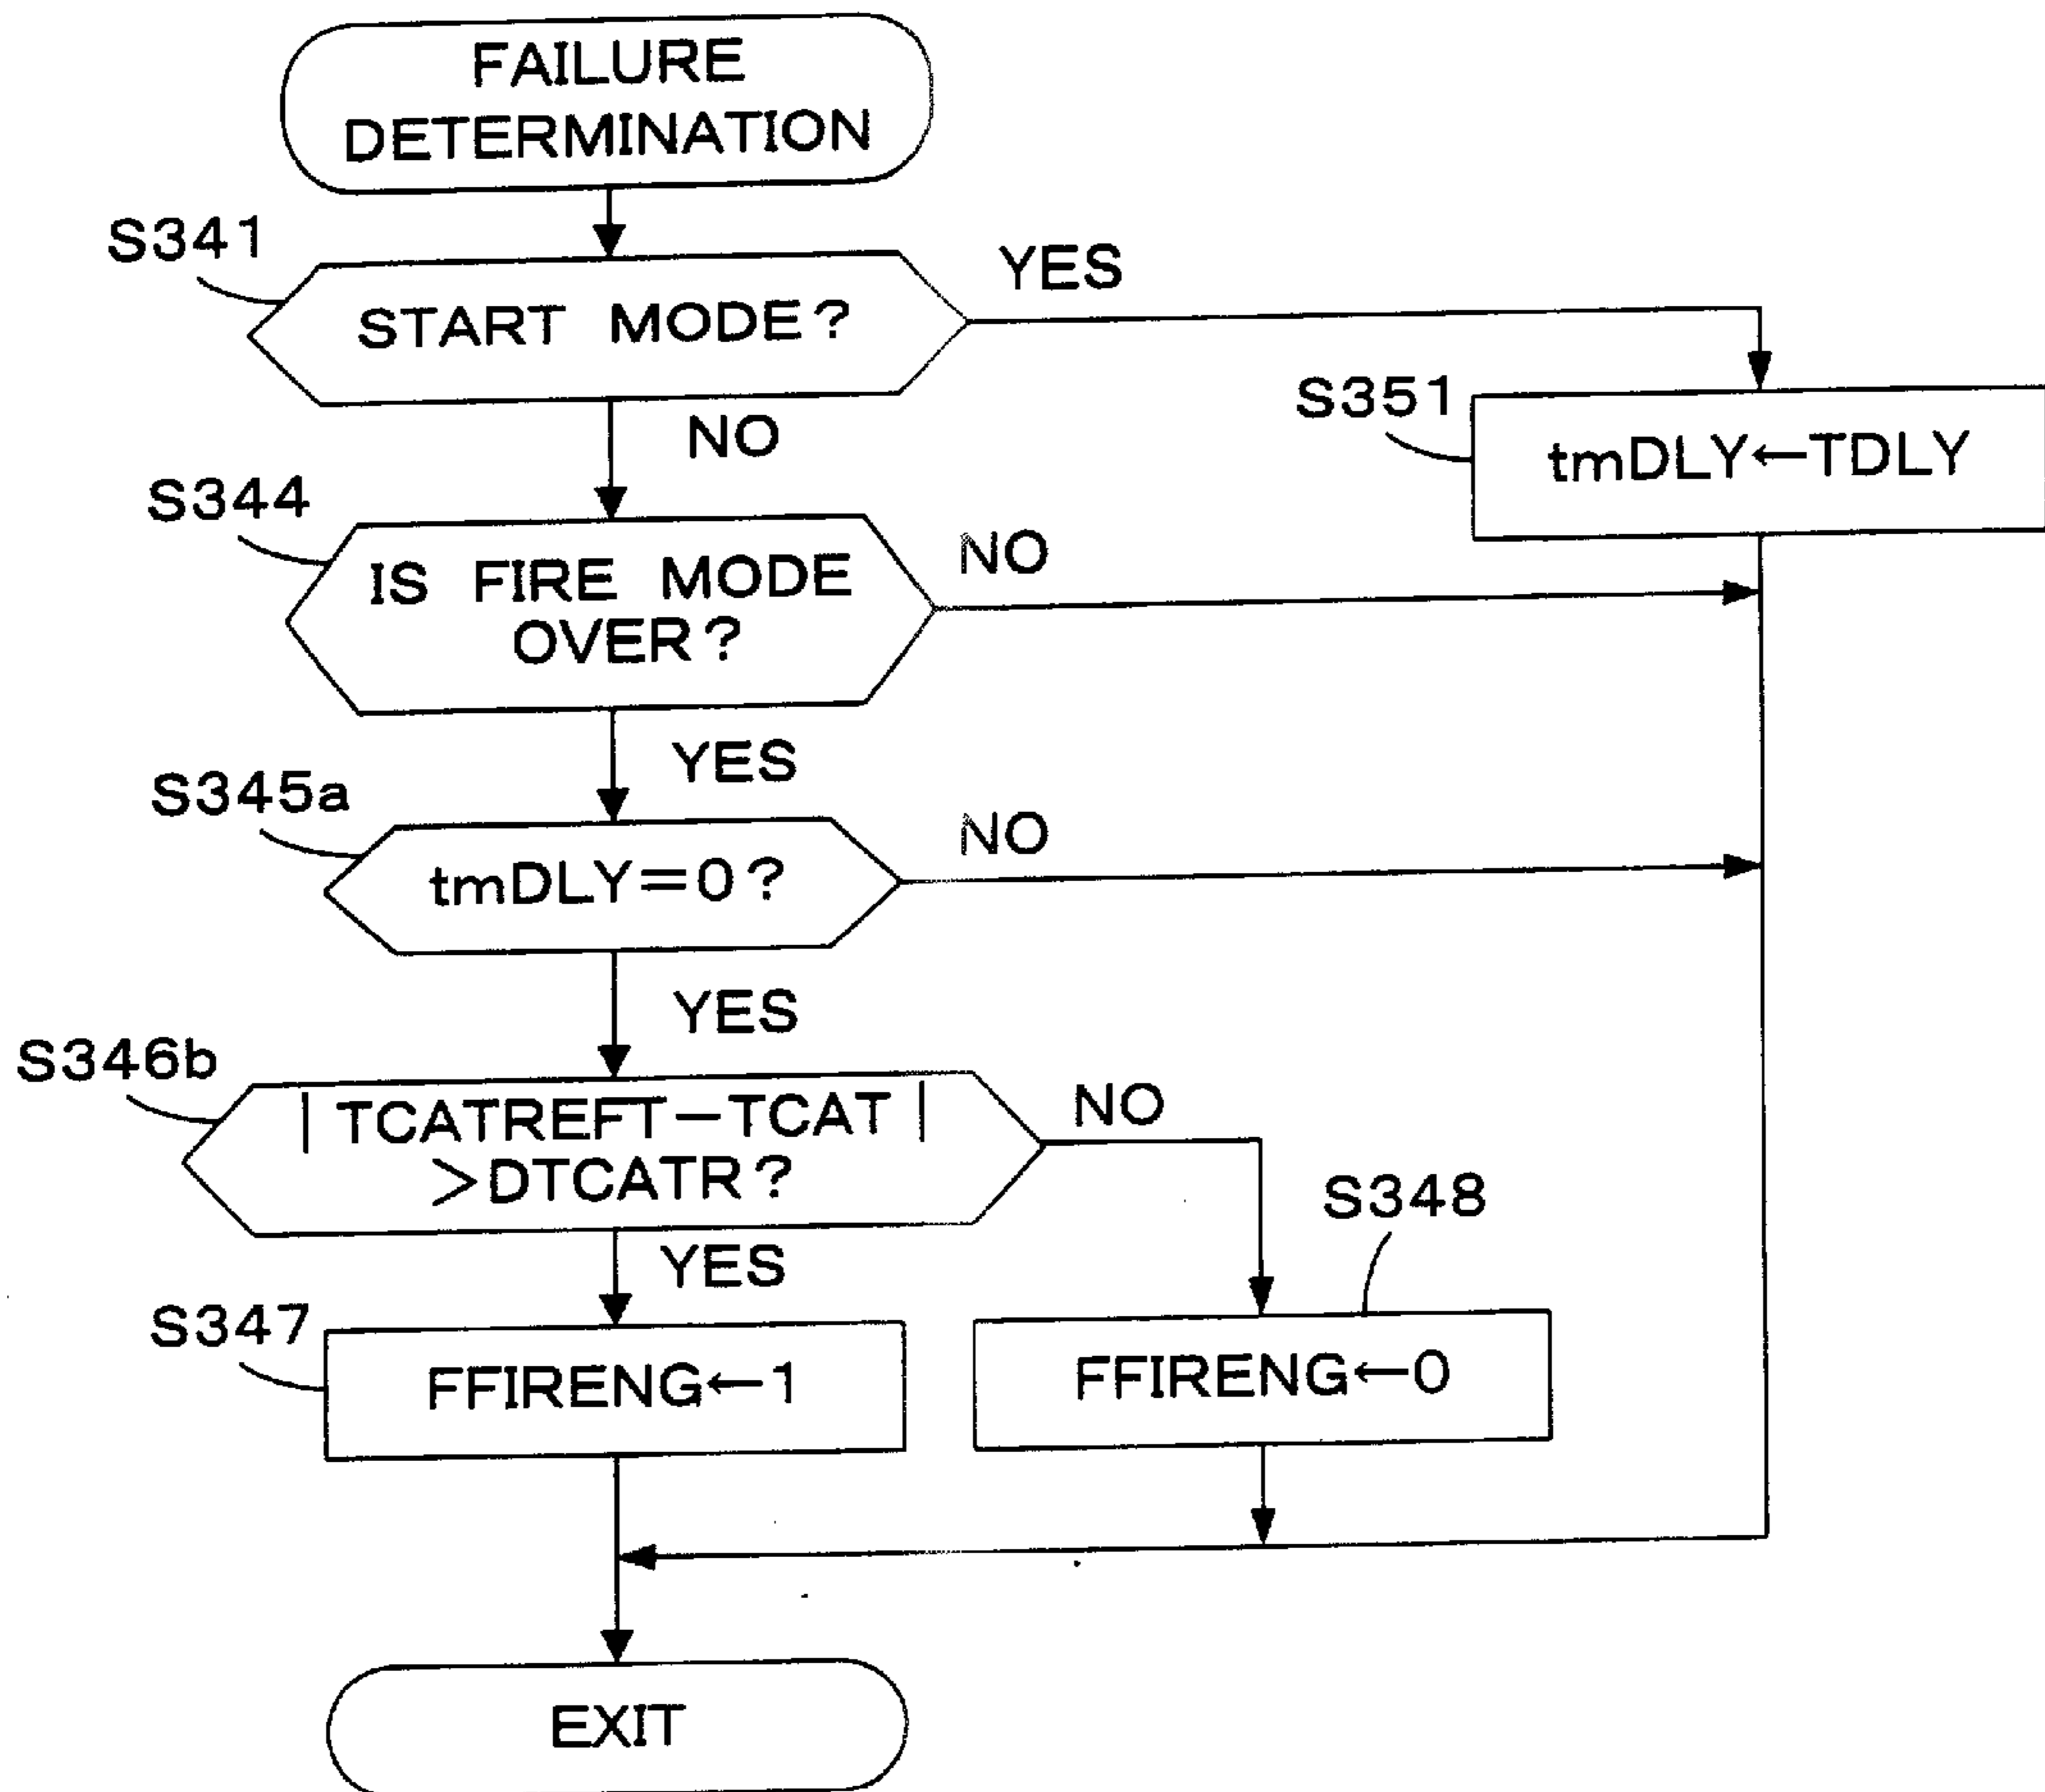 FAILURE
DETERMINATION
S341
START MODE?
YES
NO
S351
tmDLY←TDLY
S344
IS FIRE MODE
OVER?
NO
YES
S345a
tmDLY=0?
NO
YES
S346b
|TCATREFT-TCAT|
>DTCATR?
NO
YES
S348
S347
FFIRENG←1
FFIRENG←0
EXIT